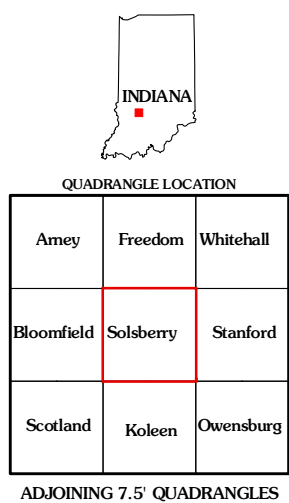 INDIANA
QUADRANGLE LOCATION
Arney Freedom Whitehall
Bloomfield Solsberry Stanford
Scotland Koleen Owensburg
ADJOINING 7.5' QUADRANGLES